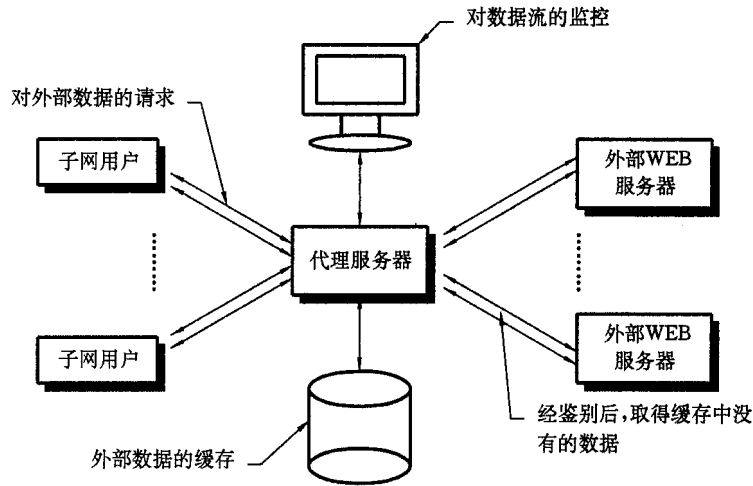 对数据流的监控
对外部数据的请求
子网用户
外部WEB
服务器
代理服务器
子网用户
外部WEB
服务器
经鉴别后,取得缓存中没
有的数据
外部数据的缓存